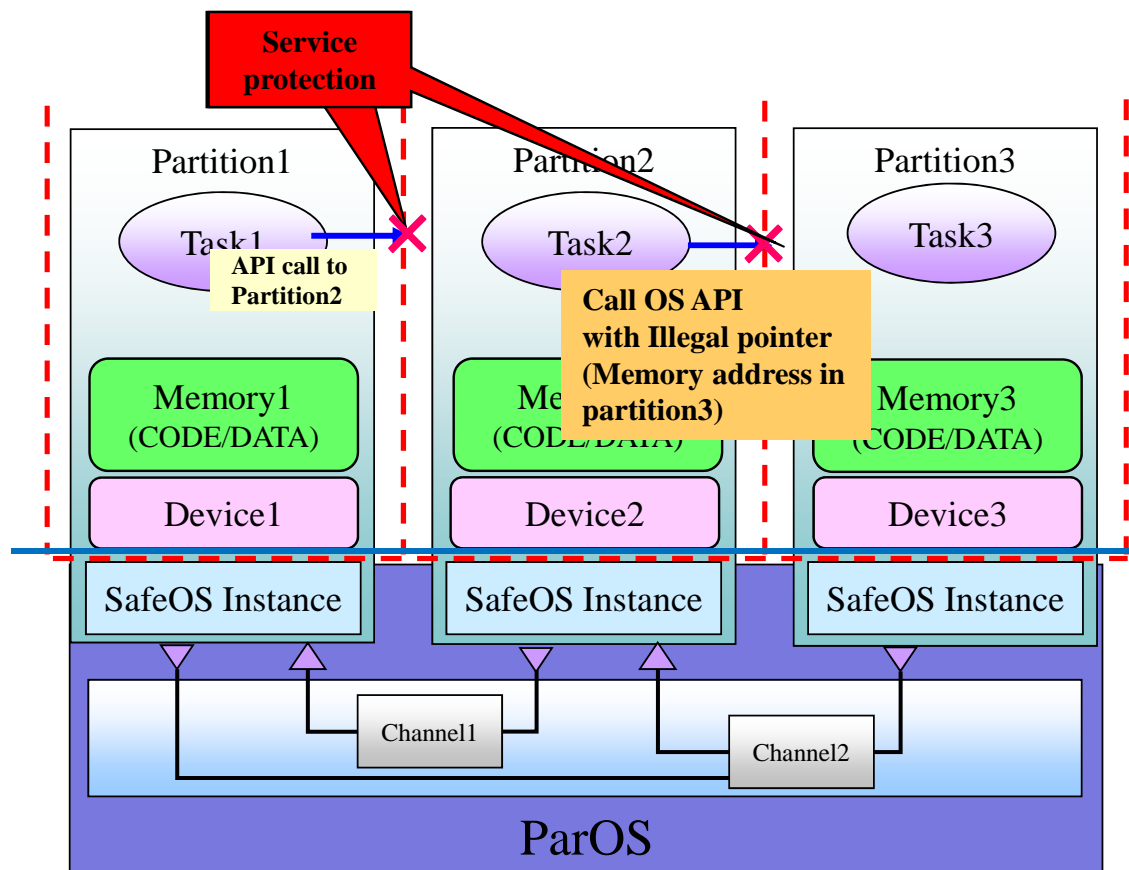 Service
protection
Partition1
Partition2
Partition3
Task1
Task2
Task3
API call to
Partition2
Call OS API
with Illegal pointer
(Memory address in
partition3)
Memory1
(CODE/DATA)
Me
(CODE/DATA)
Memory3
(CODE/DATA)
Device1
Device2
Device3
SafeOS Instance
SafeOS Instance
SafeOS Instance
Channel1
Channel2
ParOS